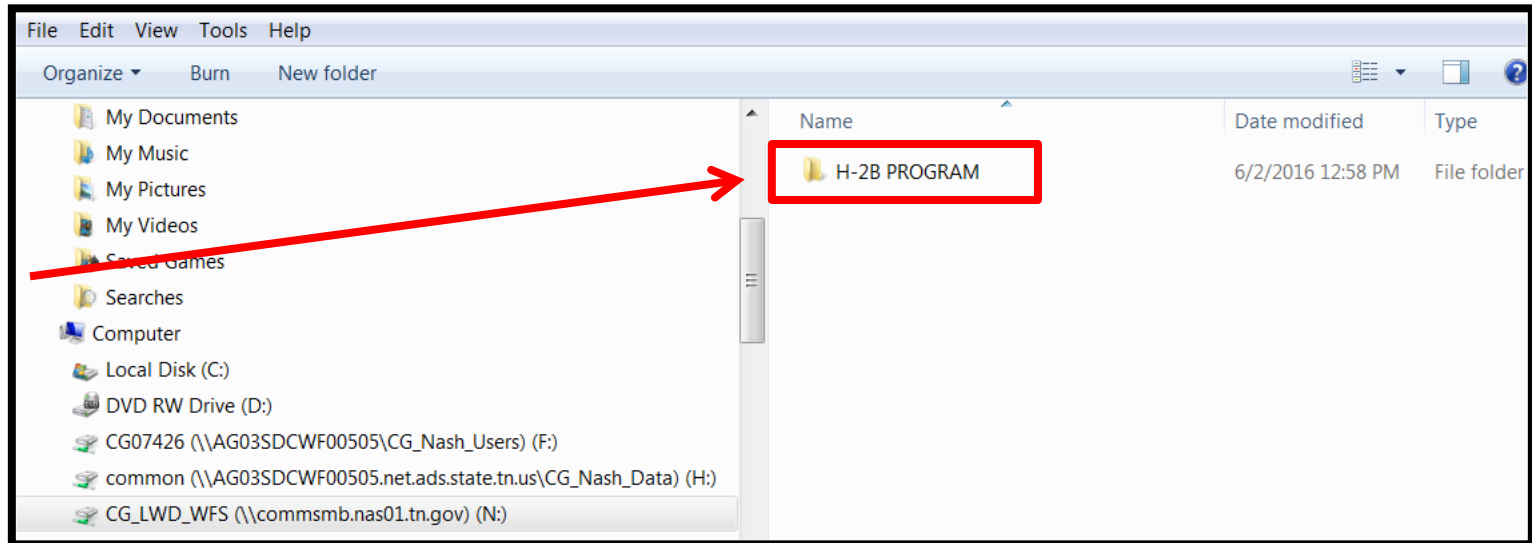 File Edit View Tools Help
Organize Burn New folder
My Documents
My Music
My Pictures
My Videos
Saved Games
Searches
Computer
Local Disk (C:)
DVD RW Drive (D:)
CG07426 (\\AG03SDCWF00505\CG_Nash_Users) (F:)
common (\\AG03SDCWF00505.net.ads.state.tn.us\CG_Nash_Data) (H:)
CG_LWD_WFS (\\commsmb.nas01.tn.gov) (N:)
Name Date modified Type
H-2B PROGRAM 6/2/2016 12:58 PM File folder